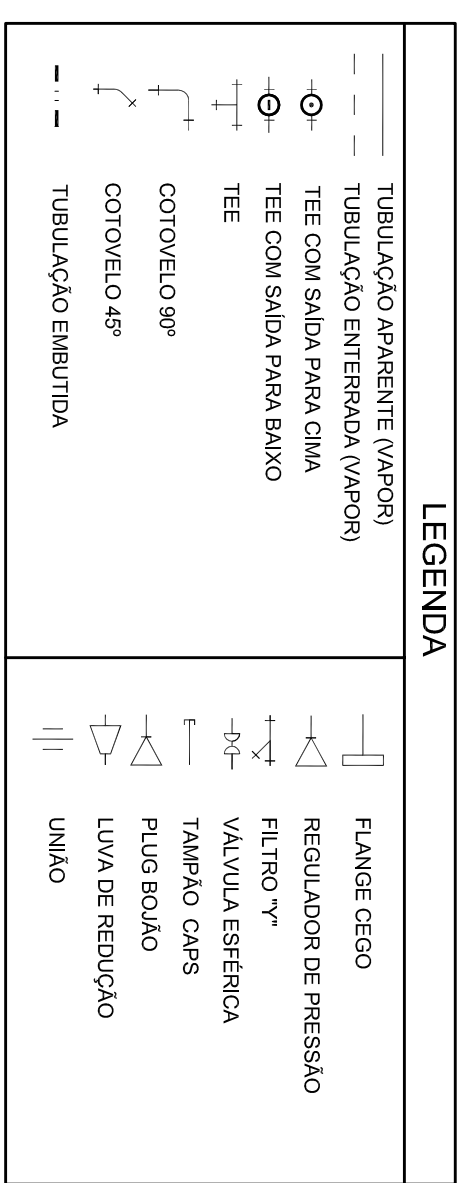 LEGENDA
TUBULAÇÃO APARENTE (VAPOR)
TUBULAÇÃO ENTERRADA (VAPOR)
TEE COM SAÍDA PARA CIMA
TEE COM SAÍDA PARA BAIXO
TEE
COTOVELO 90º
COTOVELO 45º
TUBULAÇÃO EMBUTIDA
FLANGE CEGO
REGULADOR DE PRESSÃO
FILTRO "Y"
VÁLVULA ESFÉRICA
TAMPÃO CAPS
PLUG BOJÃO
LUVA DE REDUÇÃO
UNIÃO